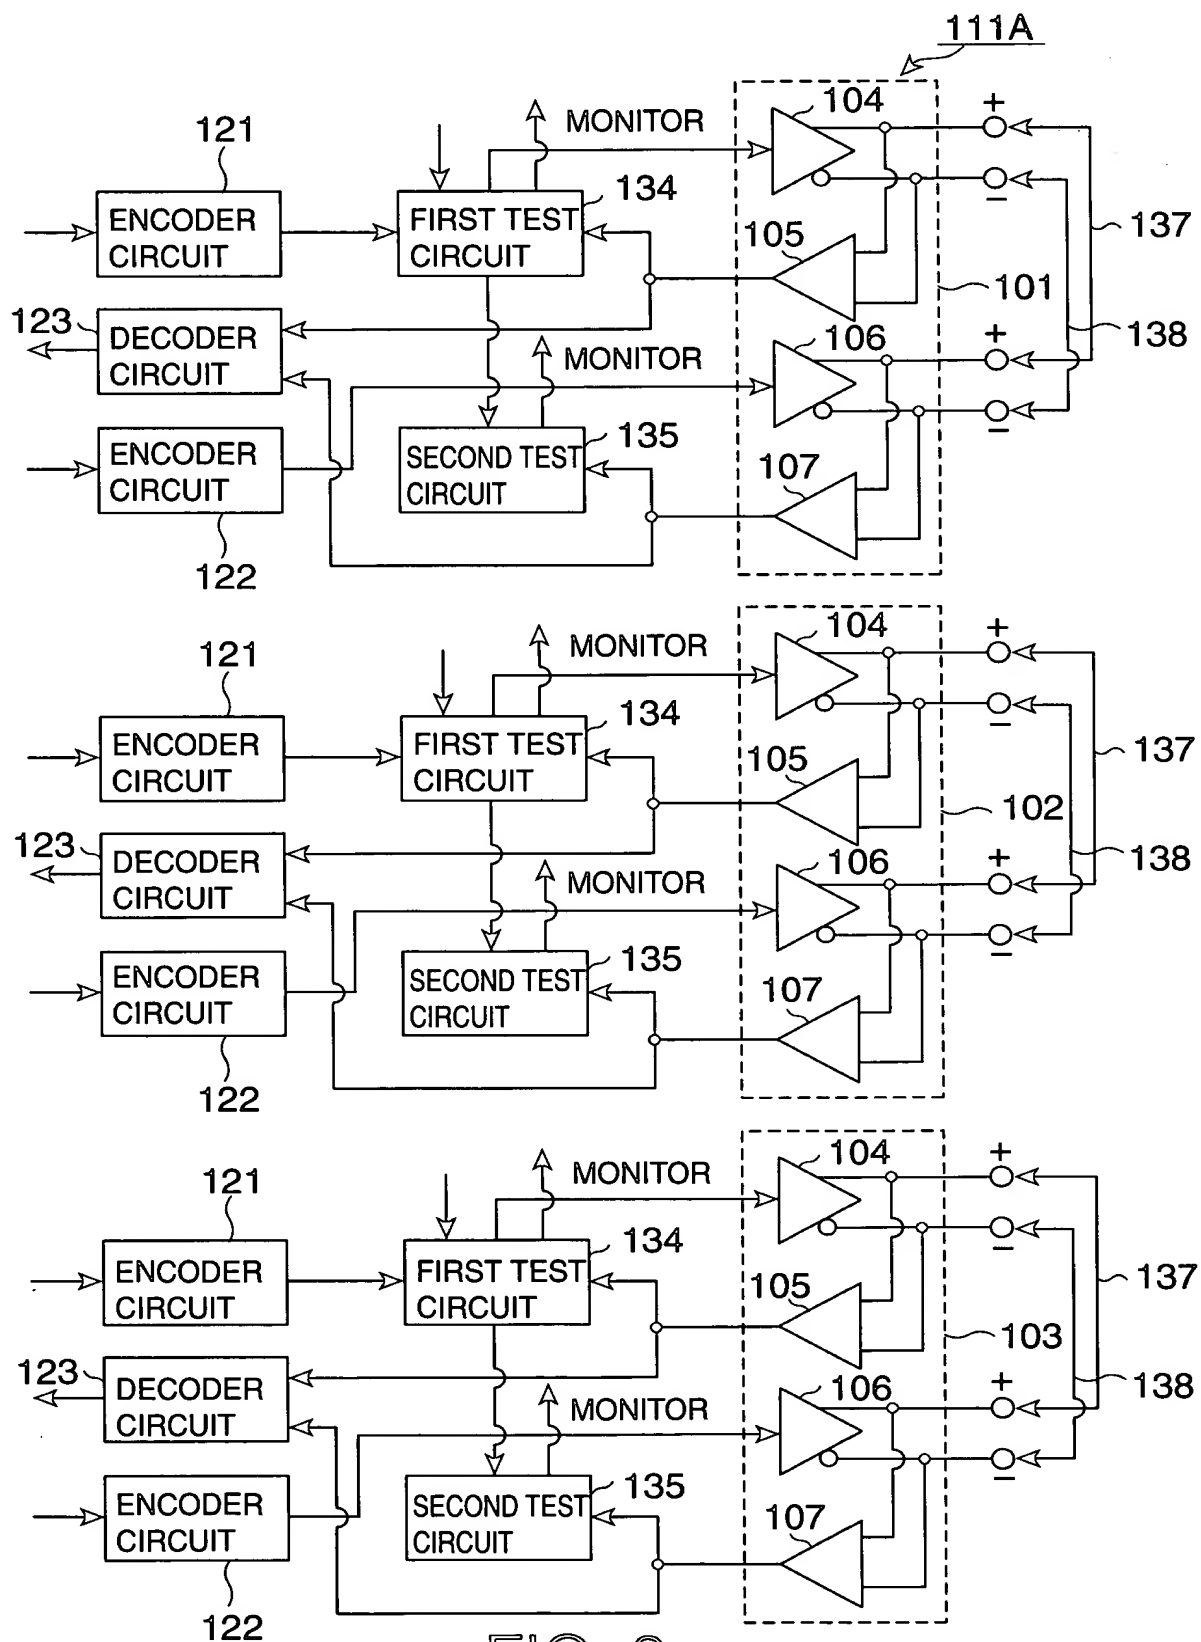 111A
104
+
MONITOR
121
134
−
ENCODER
CIRCUIT
FIRST TEST
CIRCUIT
105
137
101
123
DECODER
CIRCUIT
MONITOR
106
+
138
−
ENCODER
CIRCUIT
SECOND TEST
CIRCUIT
135
107
122
104
+
MONITOR
121
134
−
ENCODER
CIRCUIT
FIRST TEST
CIRCUIT
105
137
102
123
DECODER
CIRCUIT
MONITOR
106
+
138
−
ENCODER
CIRCUIT
SECOND TEST
CIRCUIT
135
107
122
104
+
MONITOR
121
134
−
ENCODER
CIRCUIT
FIRST TEST
CIRCUIT
105
137
103
123
DECODER
CIRCUIT
MONITOR
106
+
138
−
ENCODER
CIRCUIT
SECOND TEST
CIRCUIT
135
107
122